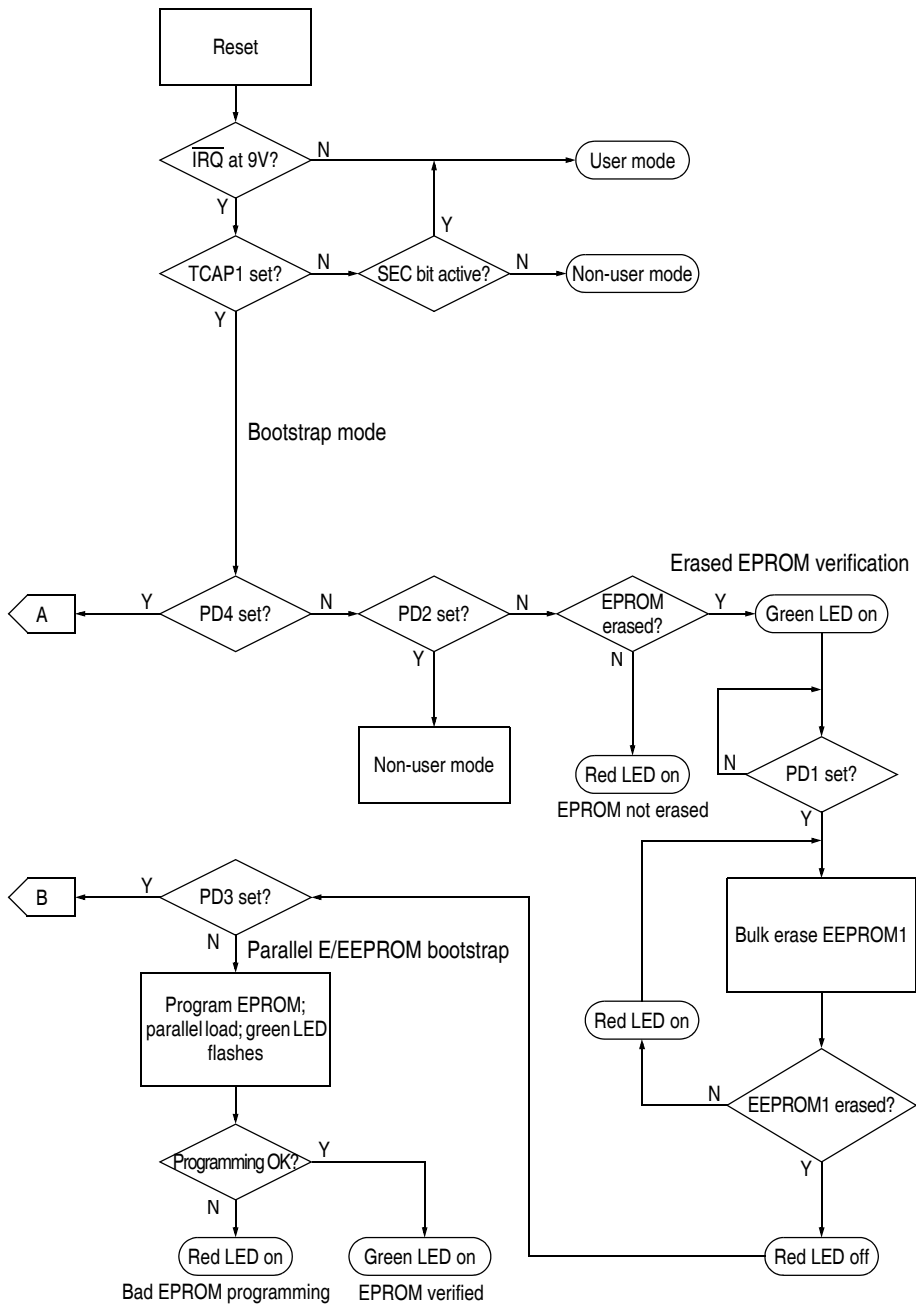 Reset
IRQ at 9V?
N
User mode
Y
Y
TCAP1 set?
N
SEC bit active?
N
Non-user mode
Y
Bootstrap mode
Erased EPROM verification
A
Y
PD4 set?
N
PD2 set?
N
EPROM
erased?
Y
Green LED on
Y
N
Non-user mode
Red LED on
EPROM not erased
N
PD1 set?
Y
B
Y
PD3 set?
N
Parallel E/EEPROM bootstrap
Bulk erase EEPROM1
Program EPROM;
parallel load; green LED
flashes
Red LED on
N
EEPROM1 erased?
Y
Programming OK?
Y
N
Red LED on
Bad EPROM programming
Green LED on
EPROM verified
Red LED off